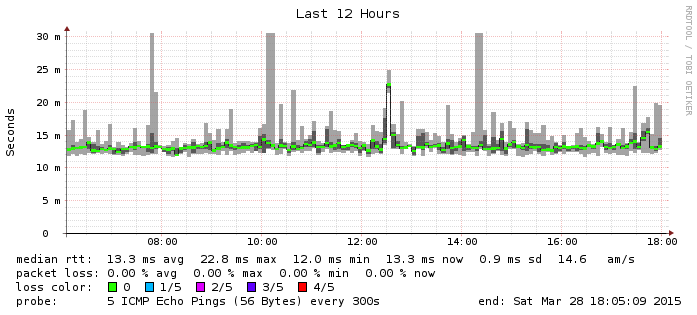 Last 12 Hours
RRDTOOL / TOBI OETIKER
Seconds
30 m
25 m
20 m
15 m
10 m
5 m
0
08:00 10:00 12:00 14:00 16:00 18:00
median rtt: 13.3 ms avg 22.8 ms max 12.0 ms min 13.3 ms now 0.9 ms sd 14.6 am/s
packet loss: 0.00 % avg 0.00 % max 0.00 % min 0.00 % now
loss color: 0 1/5 2/5 3/5 4/5
probe: 5 ICMP Echo Pings (56 Bytes) every 300s end: Sat Mar 28 18:05:09 2015